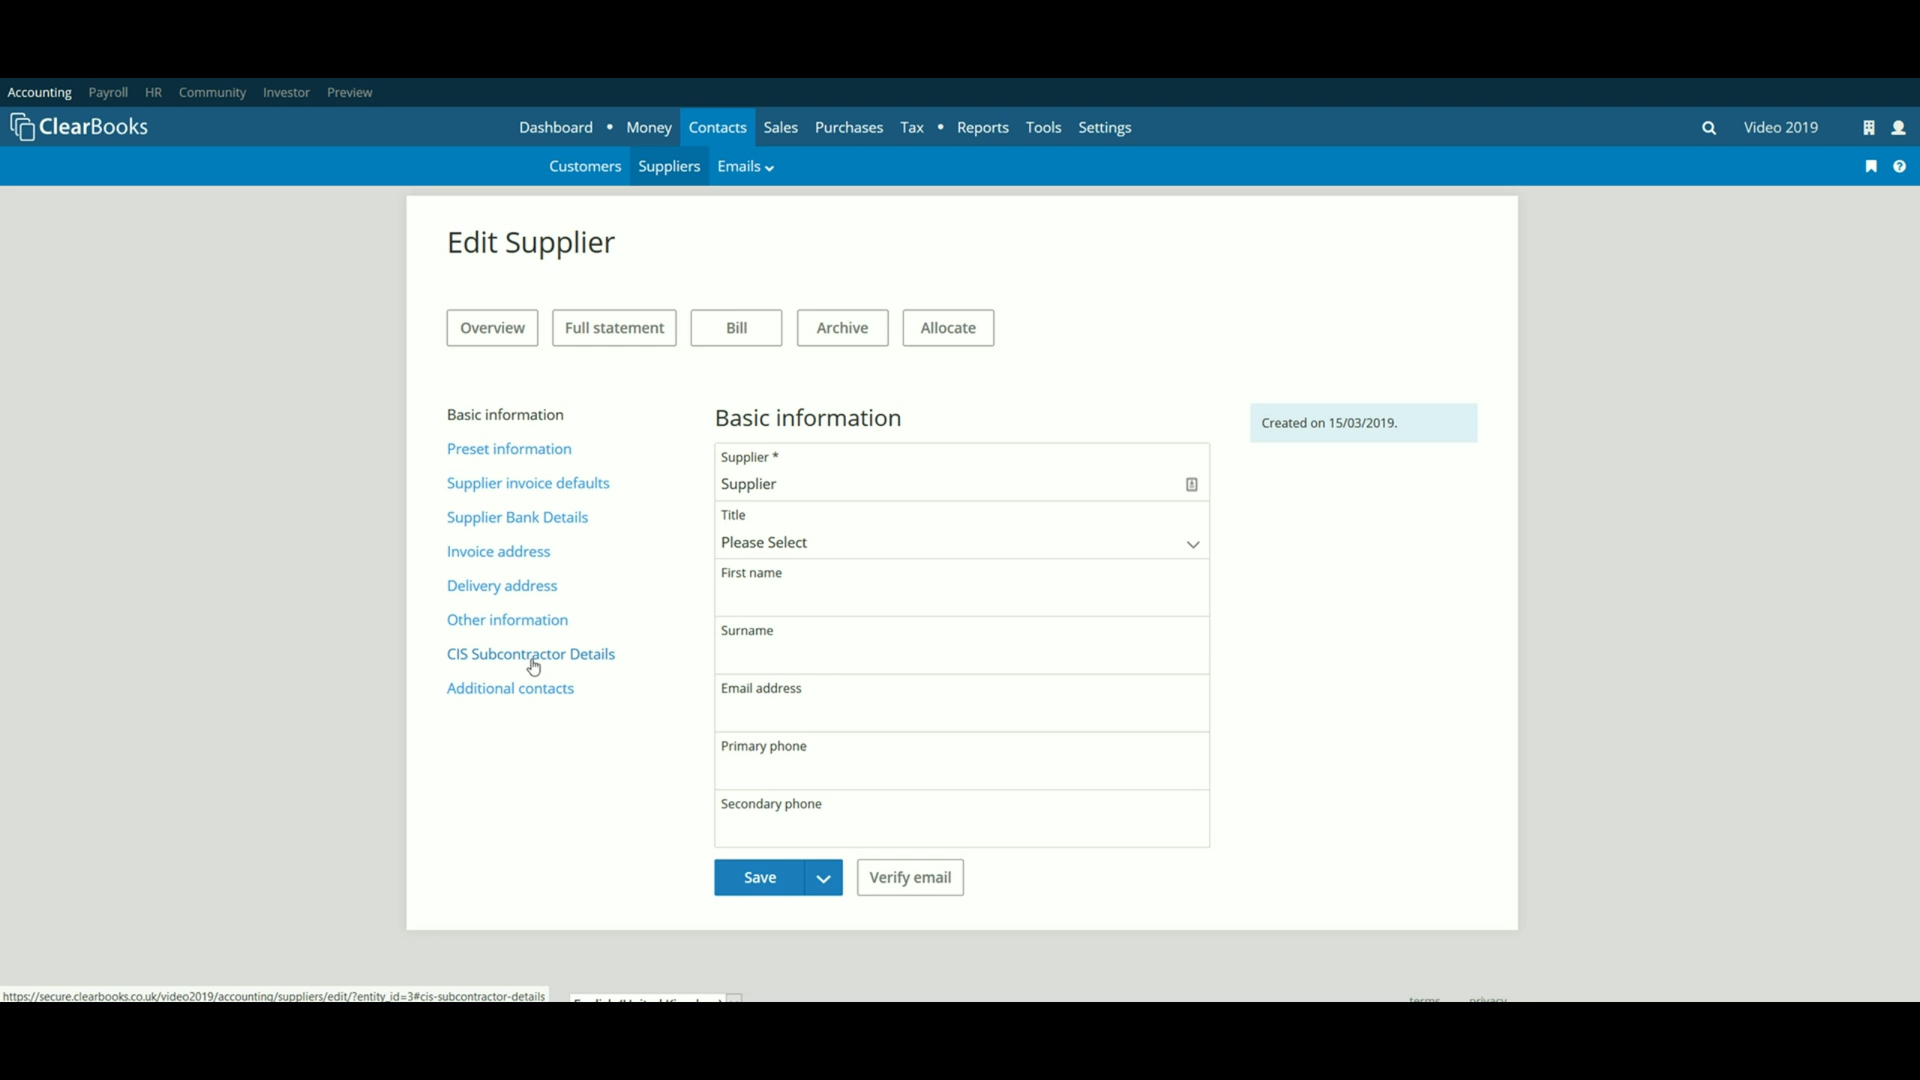 Accounting Payroll HR Community Investor Preview
ClearBooks
Dashboard • Money Contacts Sales Purchases Tax • Reports Tools Settings
Video 2019
Customers Suppliers Emails
Edit Supplier
Overview Full statement Bill Archive Allocate
Basic information
Preset information
Supplier invoice defaults
Supplier Bank Details
Invoice address
Delivery address
Other information
CIS Subcontractor Details
Additional contacts
Basic information
Supplier *
Supplier
Title
Please Select
First name
Surname
Email address
Primary phone
Secondary phone
Save Verify email
Created on 15/03/2019.
https://secure.clearbooks.co.uk/video2019/accounting/suppliers/edit/?entity_id=3#cis-subcontractor-details
terms privacy